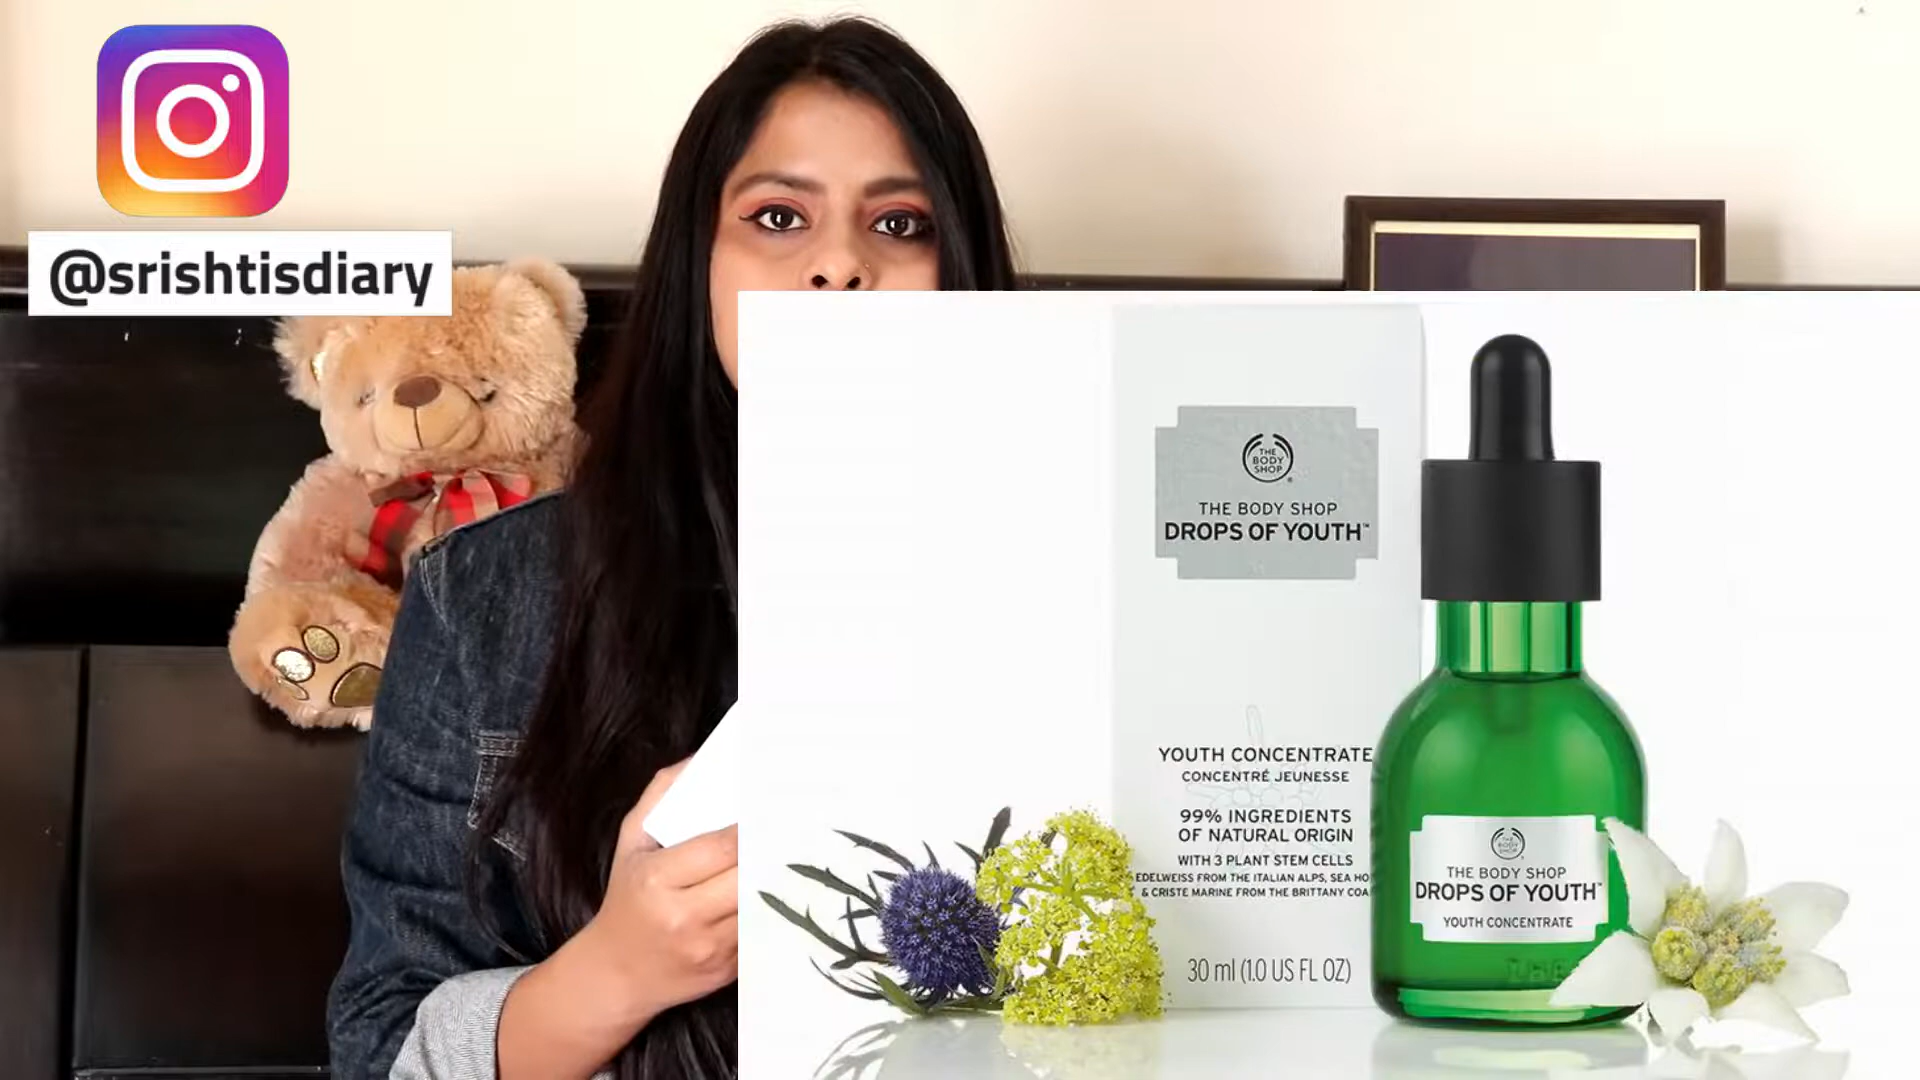 @srishtisdiary
THE
BODY
SHOP
THE BODY SHOP
DROPS OF YOUTH™
YOUTH CONCENTRATE
CONCENTRÉ JEUNESSE
99% INGREDIENTS
OF NATURAL ORIGIN
WITH 3 PLANT STEM CELLS
EDELWEISS FROM THE ITALIAN ALPS, SEA HO
& CRISTE MARINE FROM THE BRITTANY COA
30 ml (1.0 US FL OZ)
THE
BODY
SHOP
THE BODY SHOP
DROPS OF YOUTH™
YOUTH CONCENTRATE